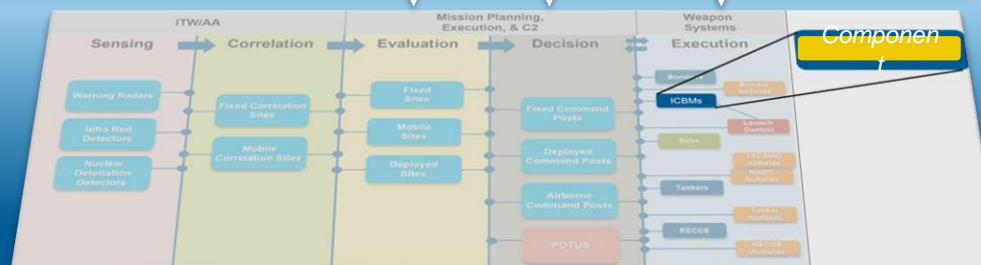 ITW/AA
Mission Planning,
Execution, & C2
Weapon
Systems
Sensing
Correlation
Evaluation
Decision
Execution
Componen
t
Warning Radars
Infra Red
Detectors
Nuclear
Detonation
Detectors
Fixed Correlation
Sites
Mobile
Correlation Sites
Fixed
Sites
Mobile
Sites
Deployed
Sites
Fixed Command
Posts
Deployed
Command Posts
Airborne
Command Posts
POTUS
Bombers
Bomber
Airfields
ICBMs
Launch
Control
Subs
TACAMO
Airfields
NAOC
Airfields
Tankers
Tanker
Airfields
RECCE
RECCE
Airfields